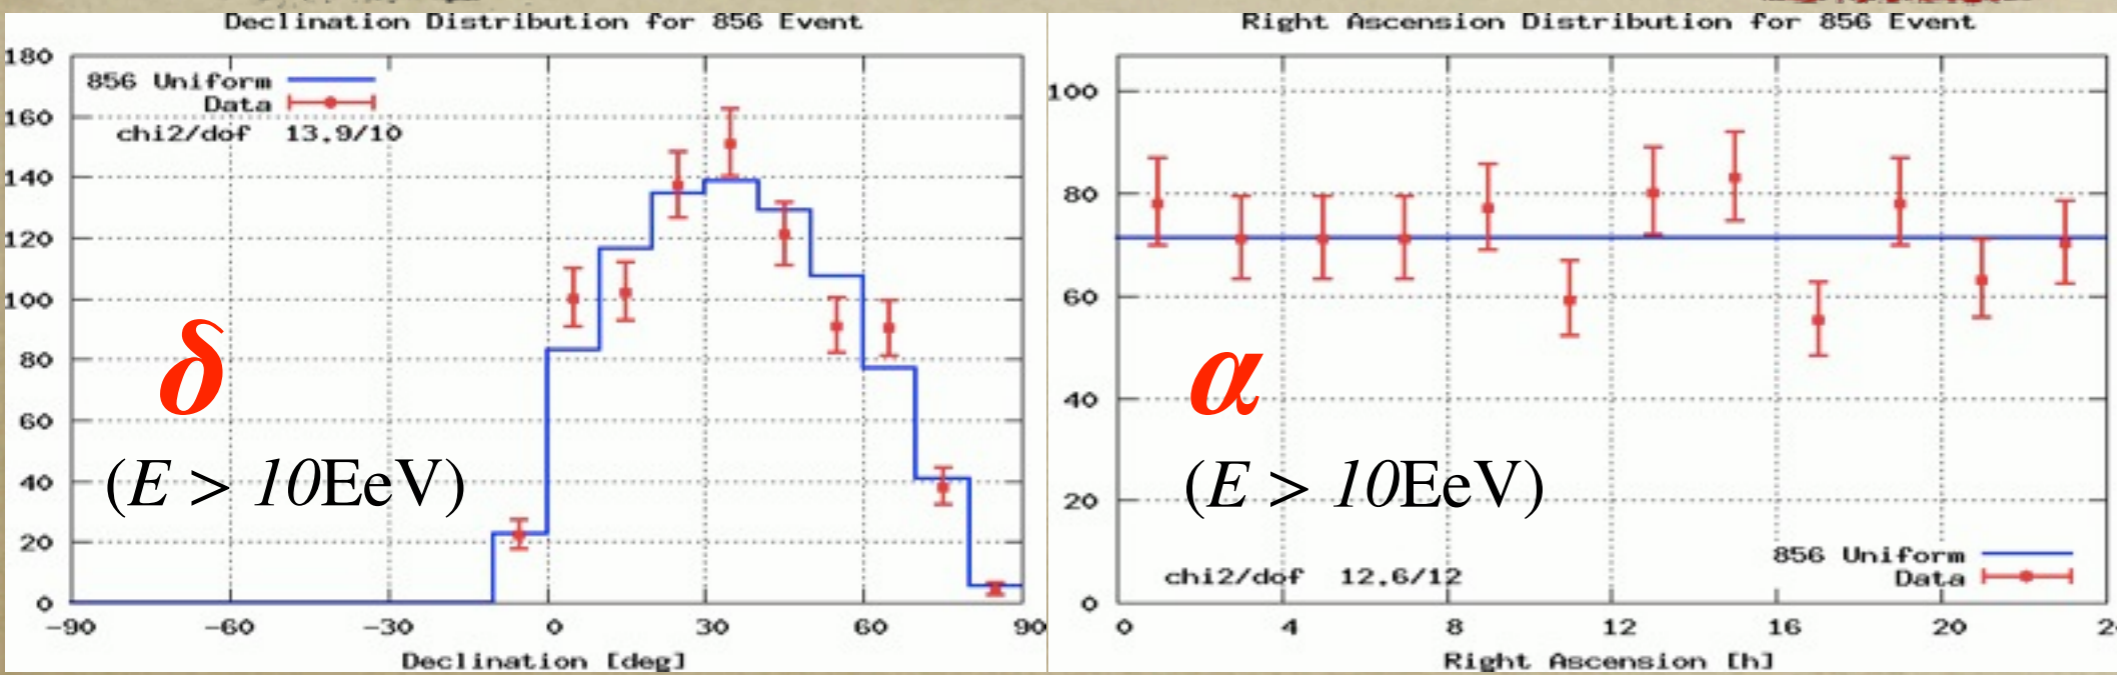 Declination Distribution for 856 Event
180
160
140
120
100
80
60
40
20
0
856 Uniform
Data
chi2/dof 13.9/10
δ
(E > 10EeV)
-90 -60 -30 0 30 60 90
Declination [deg]
Right Ascension Distribution for 856 Event
100
80
60
40
20
0
α
(E > 10EeV)
856 Uniform
Data
chi2/dof 12.6/12
0 4 8 12 16 20 2
Right Ascension [h]